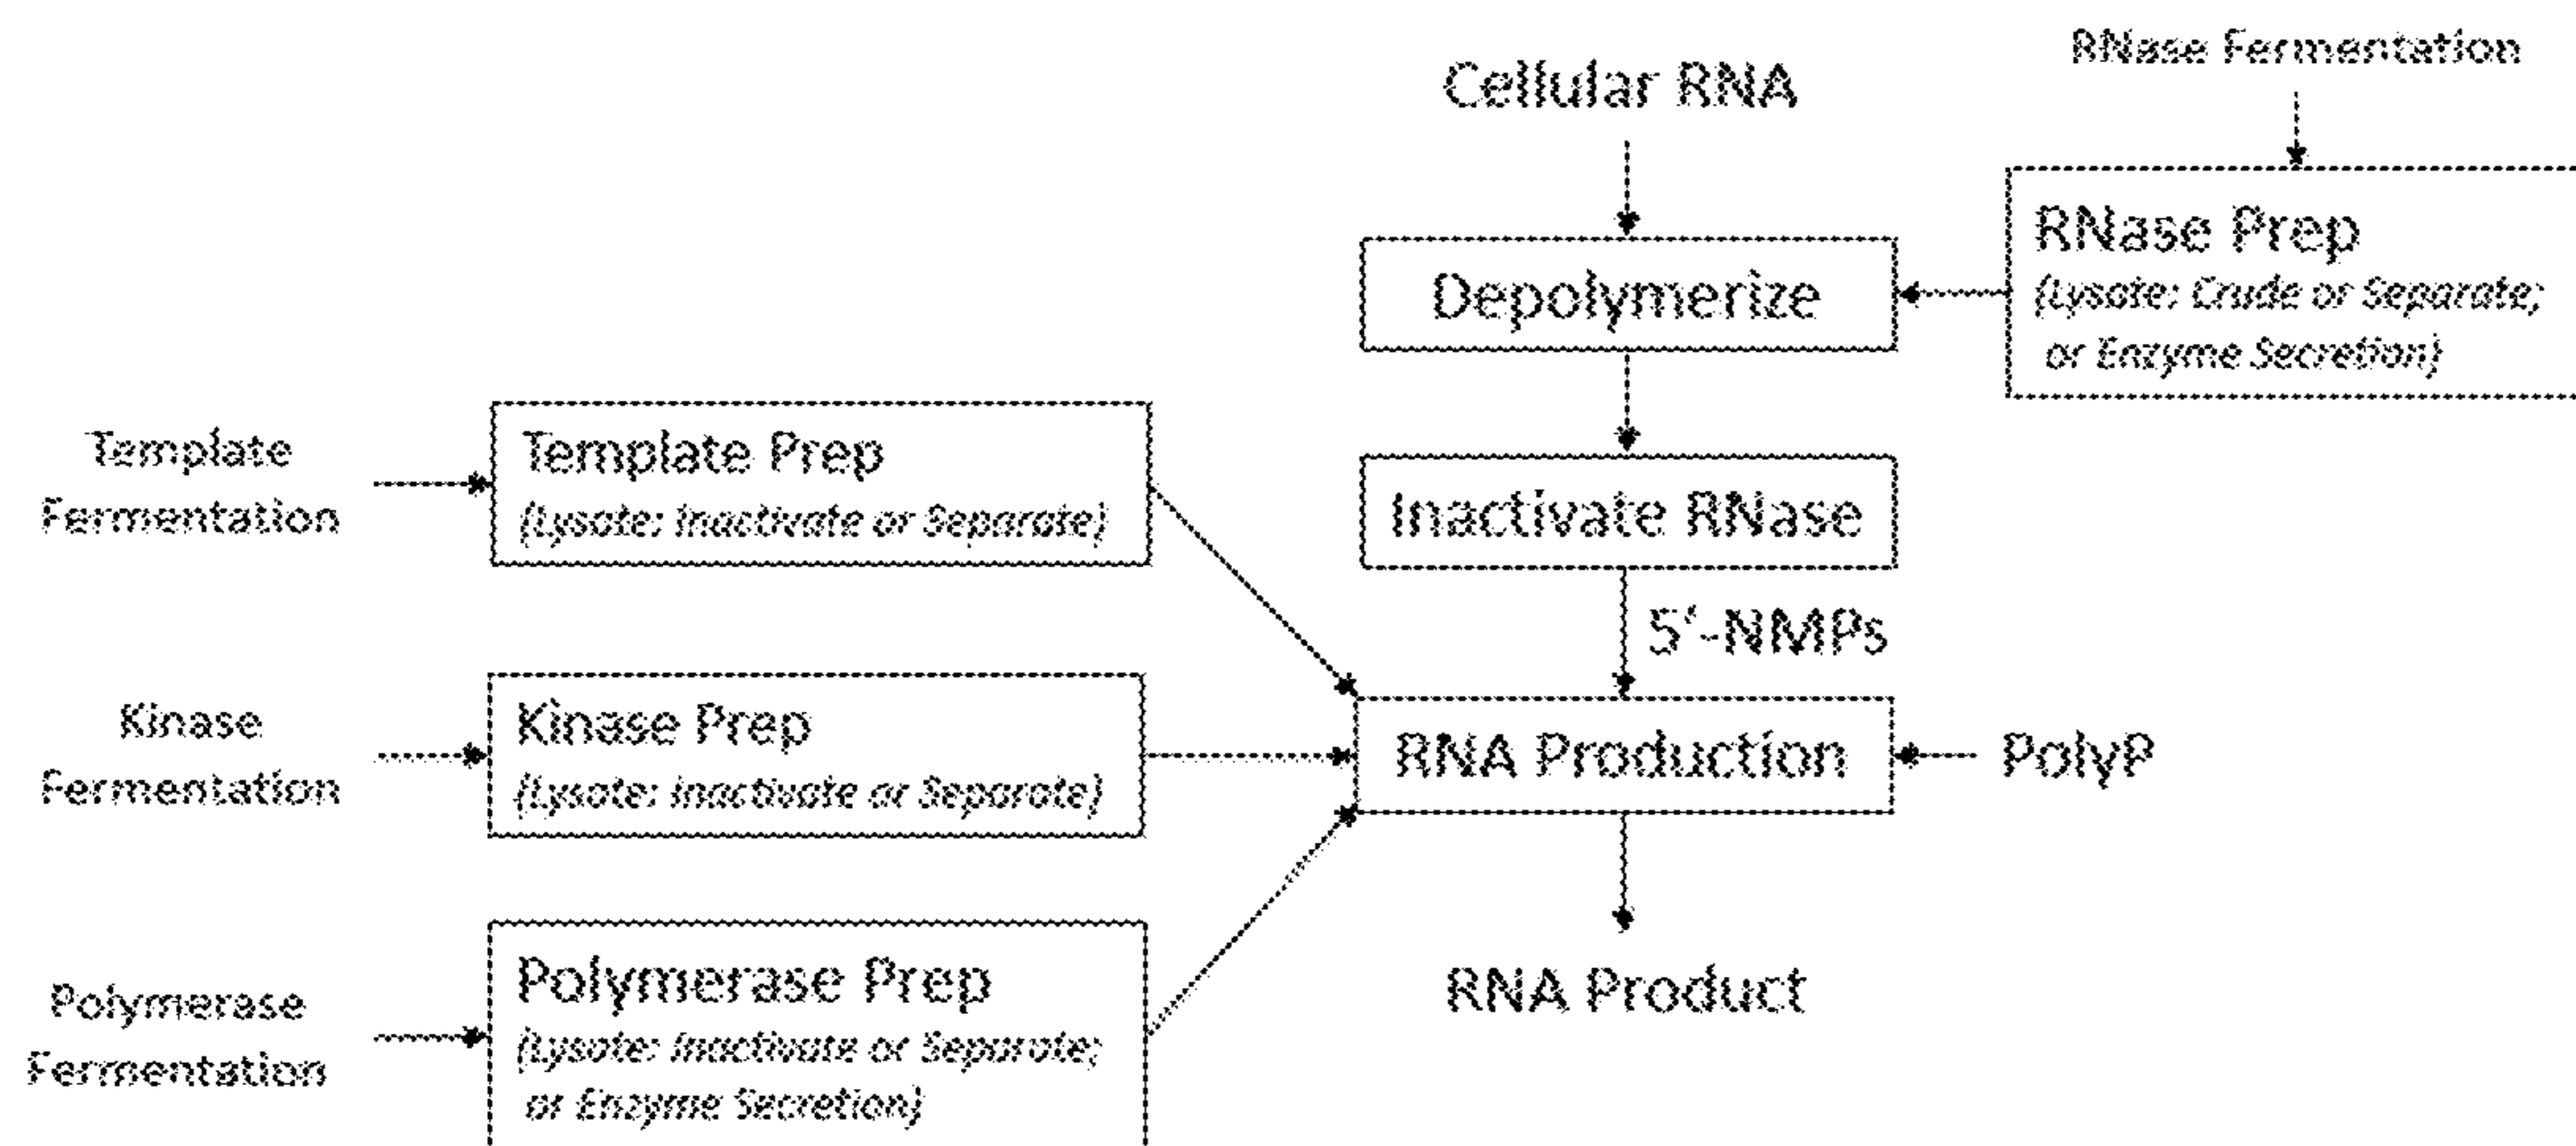 RNase Fermentation
Cellular RNA
RNase Prep
(Lysate: Crude or Separate;
or Enzyme Secretion)
Depolymerize
Template
Fermentation
Template Prep
(Lysate: Inactivate or Separate)
Inactivate RNase
5'-NMPs
Kinase
Fermentation
Kinase Prep
(Lysate: Inactivate or Separate)
RNA Production
PolyP
Polymerase
Fermentation
Polymerase Prep
(Lysate: Inactivate or Separate;
or Enzyme Secretion)
RNA Product